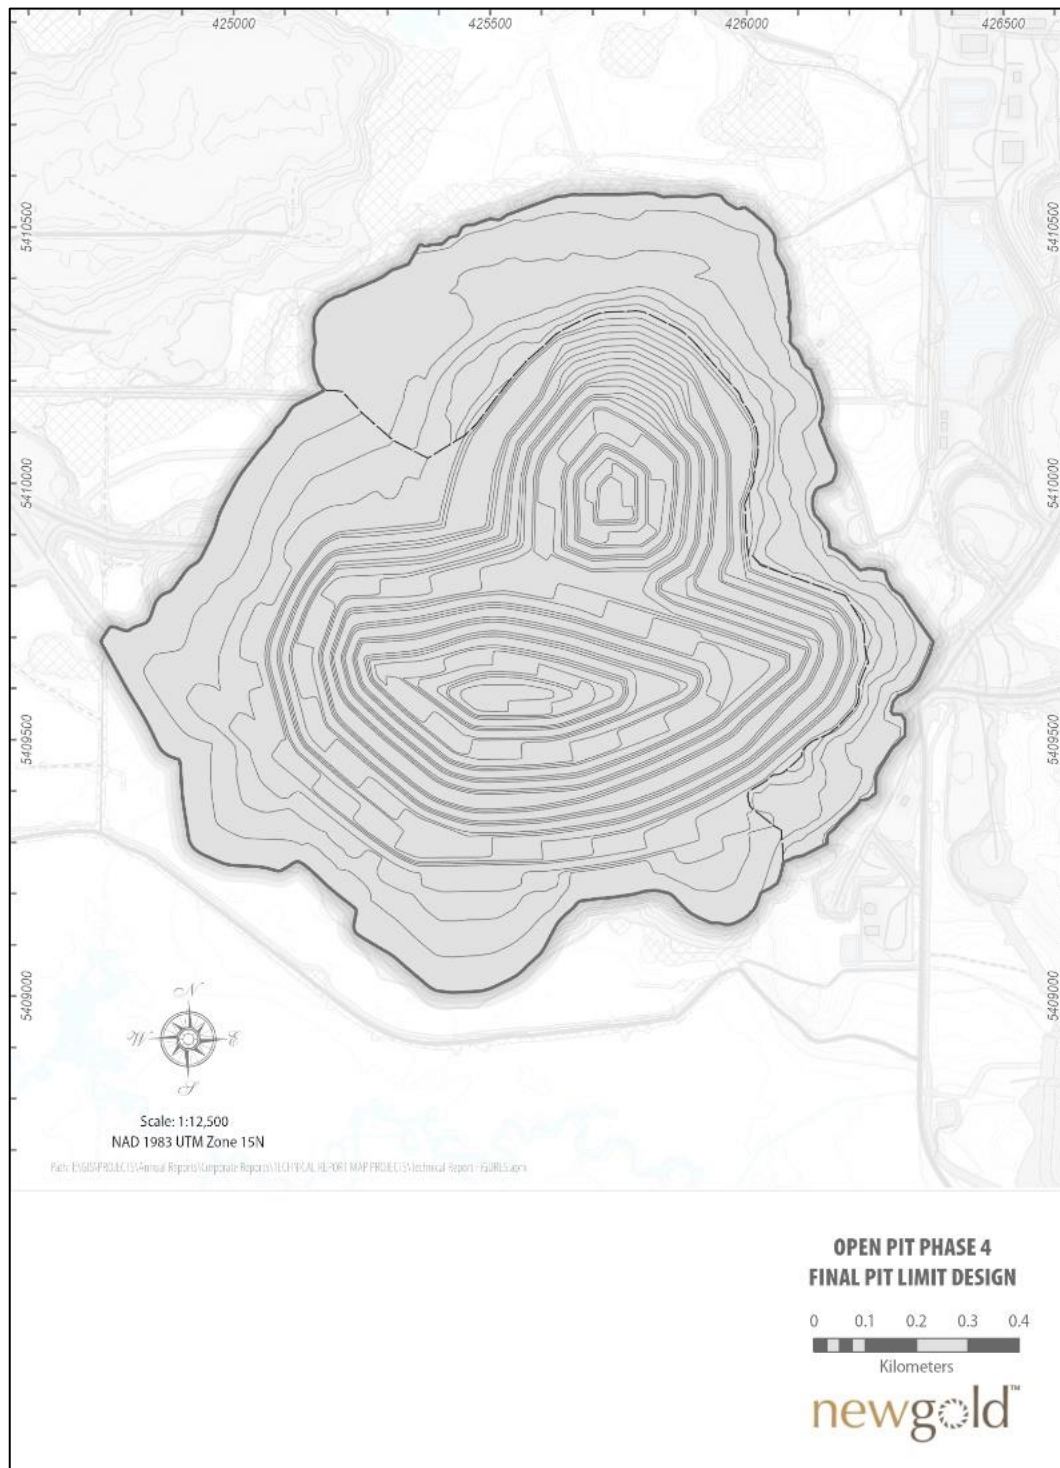 425000 425500 426000 426500
5410500 5410500
5410000 5410000
5409500 5409500
5409000 5409000
N
W E
S
Scale: 1:12,500
NAD 1983 UTM Zone 15N
OPEN PIT PHASE 4
FINAL PIT LIMIT DESIGN
0 0.1 0.2 0.3 0.4
Kilometers
newgold™